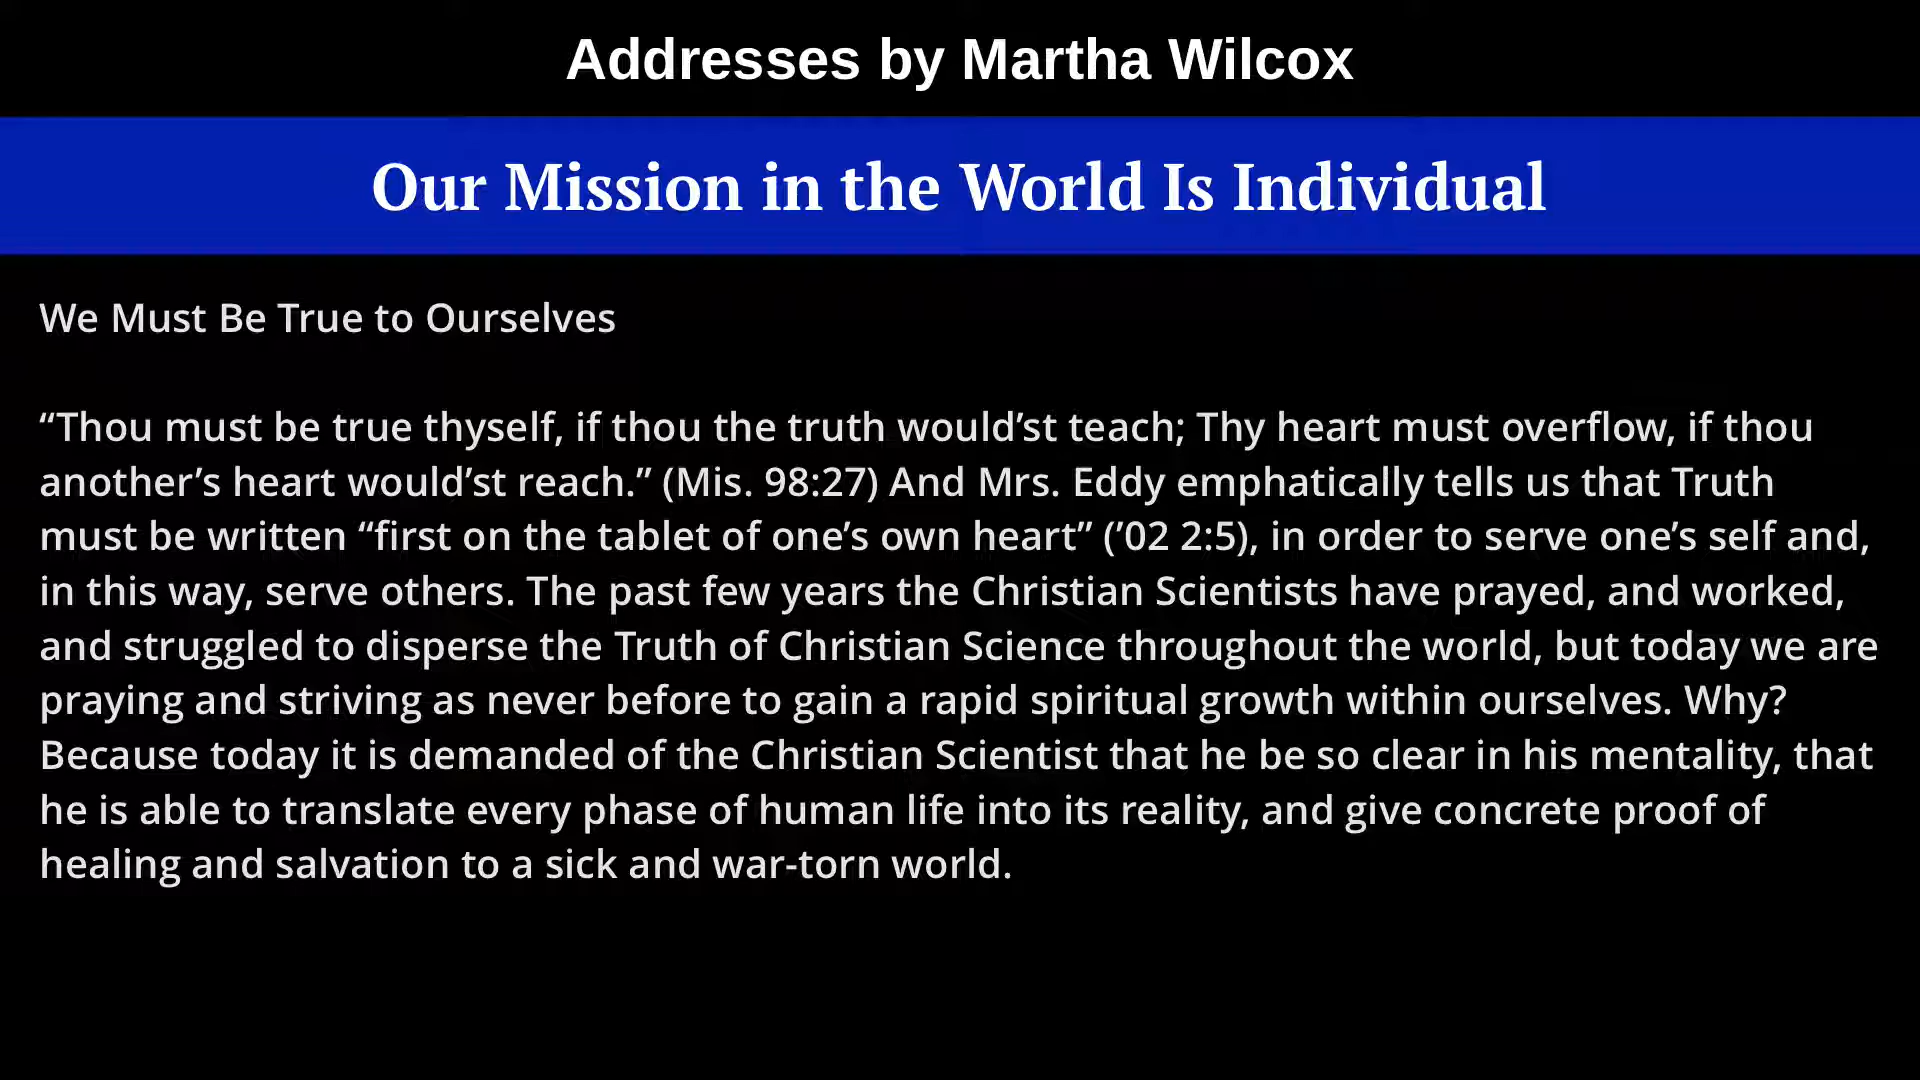 Addresses by Martha Wilcox
Our Mission in the World Is Individual
We Must Be True to Ourselves
“Thou must be true thyself, if thou the truth would’st teach; Thy heart must overflow, if thou
another’s heart would’st reach.” (Mis. 98:27) And Mrs. Eddy emphatically tells us that Truth
must be written “first on the tablet of one’s own heart” (’02 2:5), in order to serve one’s self and,
in this way, serve others. The past few years the Christian Scientists have prayed, and worked,
and struggled to disperse the Truth of Christian Science throughout the world, but today we are
praying and striving as never before to gain a rapid spiritual growth within ourselves. Why?
Because today it is demanded of the Christian Scientist that he be so clear in his mentality, that
he is able to translate every phase of human life into its reality, and give concrete proof of
healing and salvation to a sick and war-torn world.